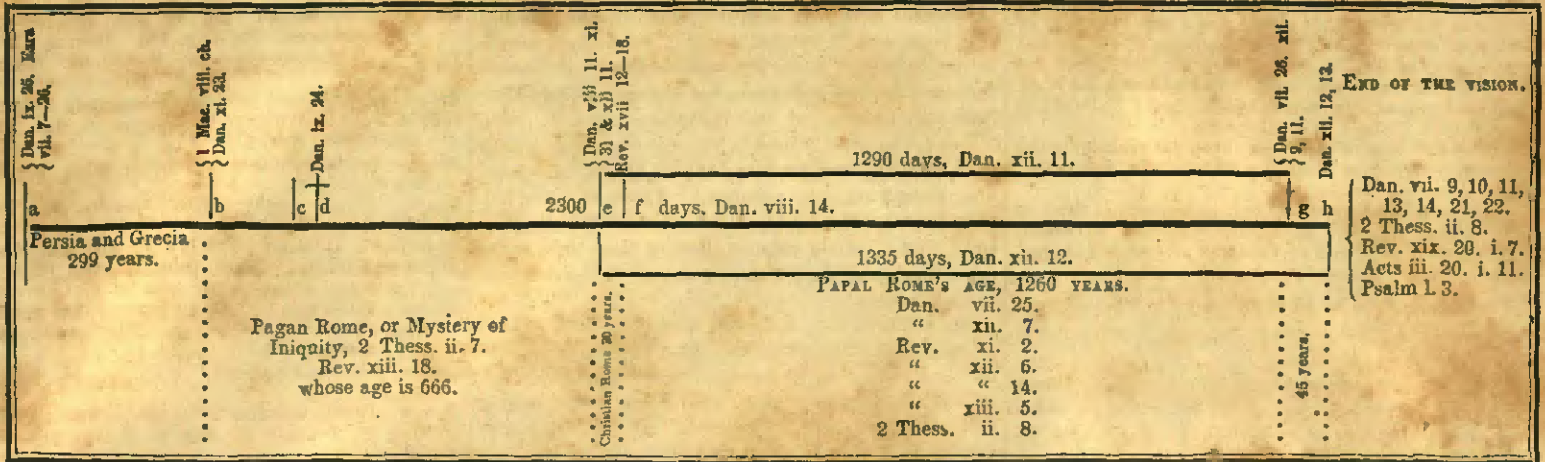 { Dan. ix. 25. Ezra
{ vii. 7—26.
{ 1 Mac. viii. ch.
{ Dan. xi. 23.
Dan. ix. 24.
{ Dan. viii 11. xi.
{ 31 & xii 11.
Rev. xvii 12—18.
{ Dan. vii. 26. xii.
{ 9, 11.
Dan. xii. 12, 13.
END OF THE VISION.
1290 days, Dan. xii. 11.
a b c d 2300 e f days. Dan. viii. 14. g h
Persia and Grecia
299 years.
1335 days, Dan. xii. 12.
PAPAL ROME'S AGE, 1260 YEARS.
Dan. vii. 25.
“ xii. 7.
Rev. xi. 2.
“ xii. 6.
“ “ 14.
“ xiii. 5.
2 Thess. ii. 8.
Pagan Rome, or Mystery of
Iniquity, 2 Thess. ii. 7.
Rev. xiii. 18.
whose age is 666.
Christian Rome 30 years.
45 years.
Dan. vii. 9, 10, 11,
13, 14, 21, 22.
2 Thess. ii. 8.
Rev. xix. 20. i. 7.
Acts iii. 20. i. 11.
Psalm l. 3.